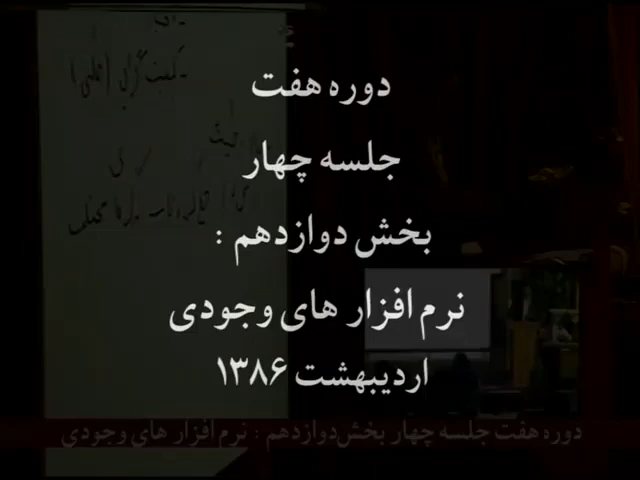 دوره هفت
جلسه چهار
بخش دوازدهم :
نرم افزار های وجودی
اردیبهشت ۱۳۸۶
دوره هفت جلسه چهار بخش دوازدهم : نرم افزار های وجودی